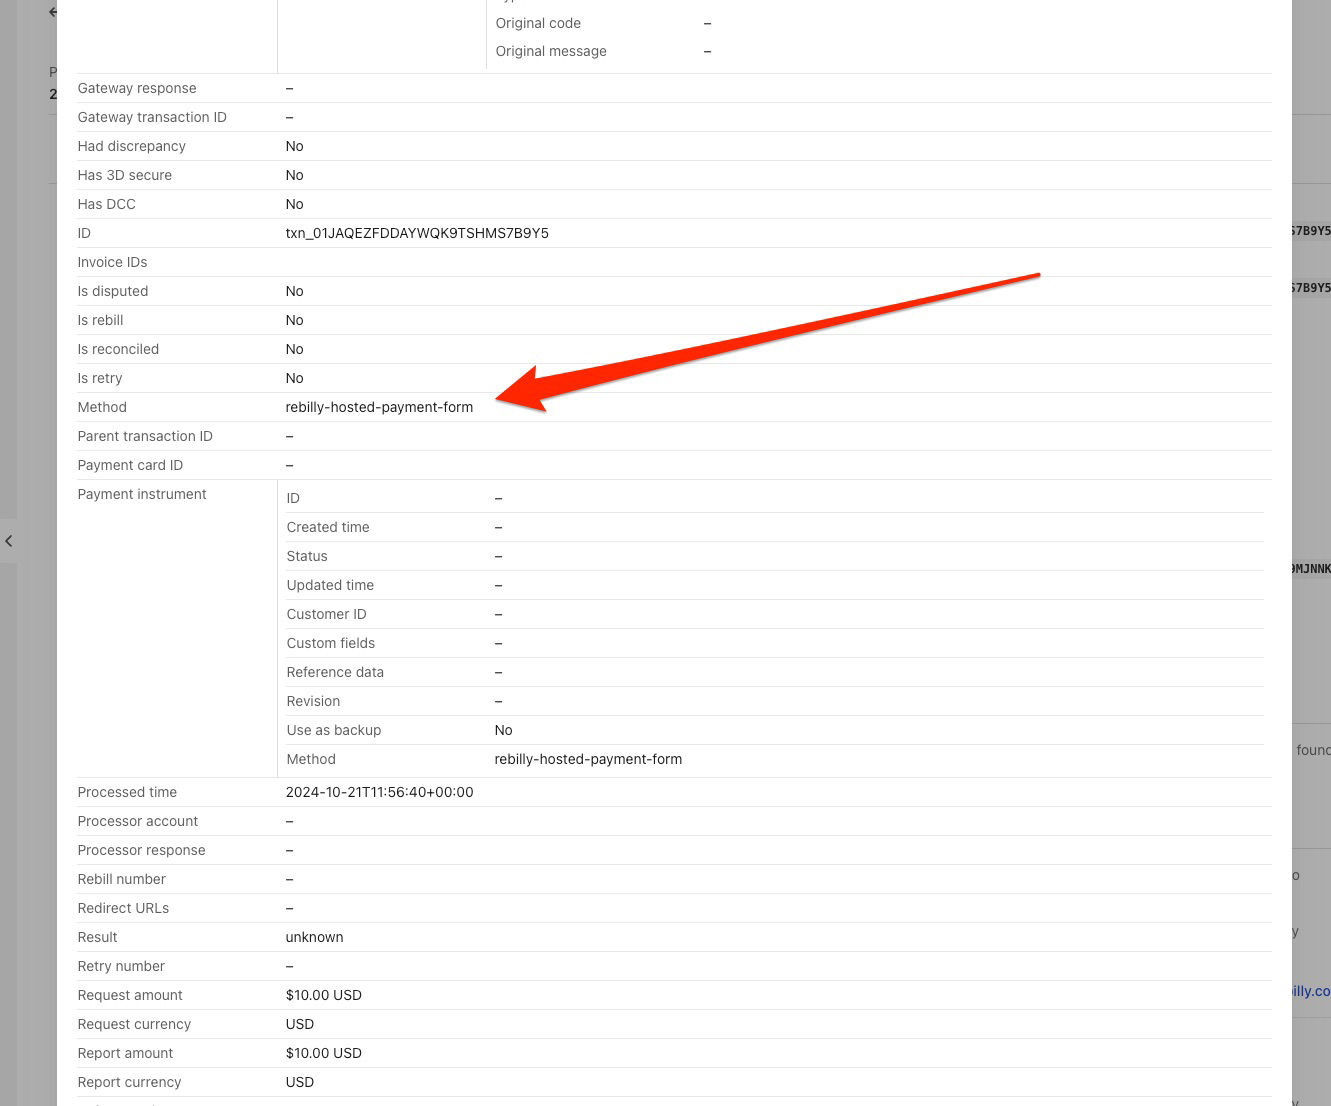 Original code –
Original message –
P
2
Gateway response –
Gateway transaction ID –
Had discrepancy No
Has 3D secure No
Has DCC No
ID txn_01JAQEZFDDAYWQK9TSHMS7B9Y5
S7B9Y5
Invoice IDs
Is disputed No
S7B9Y5
Is rebill No
Is reconciled No
Is retry No
Method rebilly-hosted-payment-form
Parent transaction ID –
Payment card ID –
Payment instrument
ID –
Created time –
Status –
9MJNNK
Updated time –
Customer ID –
Custom fields –
Reference data –
Revision –
Use as backup No
found
Method rebilly-hosted-payment-form
Processed time 2024-10-21T11:56:40+00:00
Processor account –
Processor response –
Rebill number –
o
Redirect URLs –
y
Result unknown
Retry number –
Request amount $10.00 USD
illy.co
Request currency USD
Report amount $10.00 USD
Report currency USD